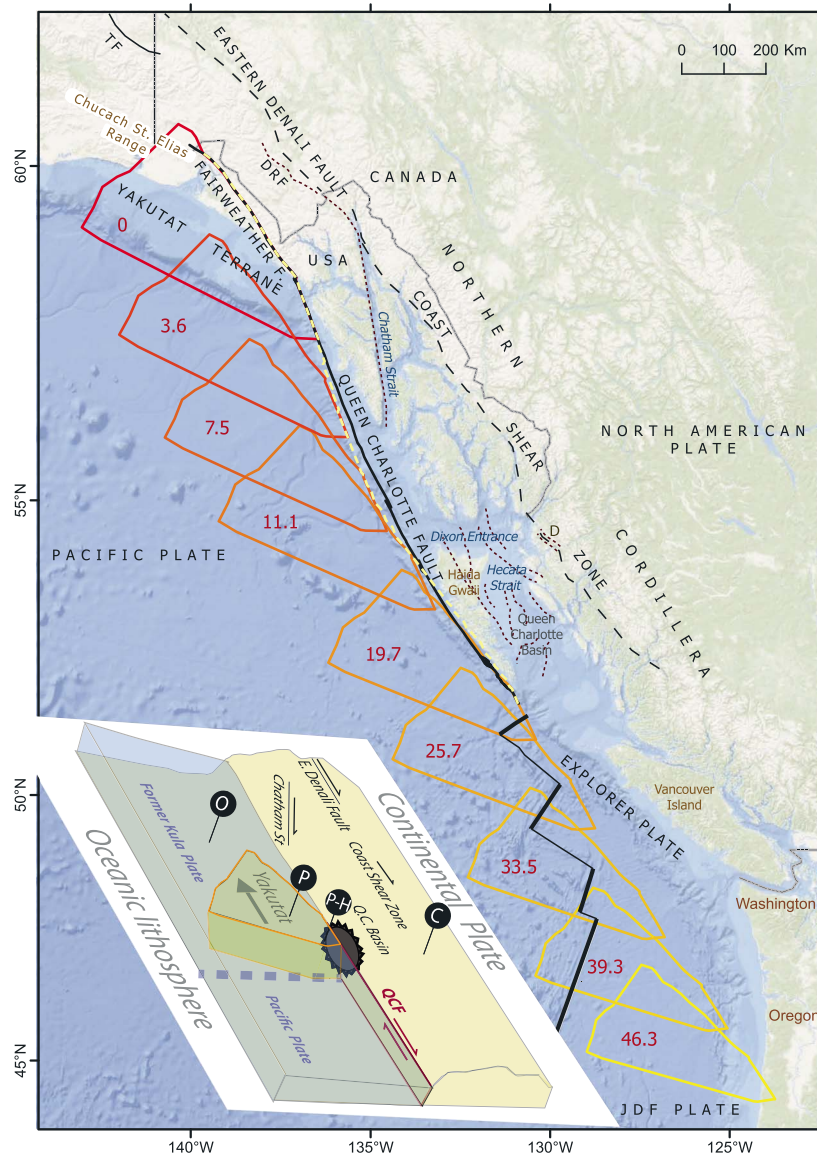 TF
EASTERN DENALI FAULT
0 100 200 Km
Chucach St. Elias
Range
60°N
DRF
CANADA
YAKUTAT
TERRANE
FAIRWEATHER F.
0
USA
NORTHERN
COAST
3.6
Chatham Strait
7.5
QUEEN CHARLOTTE FAULT
SHEAR
NORTH AMERICAN
PLATE
55°N
11.1
PACIFIC PLATE
Dixon Entrance
D
ZONE
CORDILLERA
Haida
Gwaii
Hecata
Strait
Queen
Charlotte
Basin
19.7
25.7
EXPLORER PLATE
50°N
Vancouver
Island
33.5
Washington
39.3
Oregon
46.3
45°N
JDF PLATE
Former Kula Plate
O
Chatham St
E. Denali Fault
Continental plate
Oceanic lithosphere
Yakutat
P
P-H
Coast Shear Zone
Q.C. Basin
C
QCF
Pacific Plate
140°W
135°W
130°W
125°W